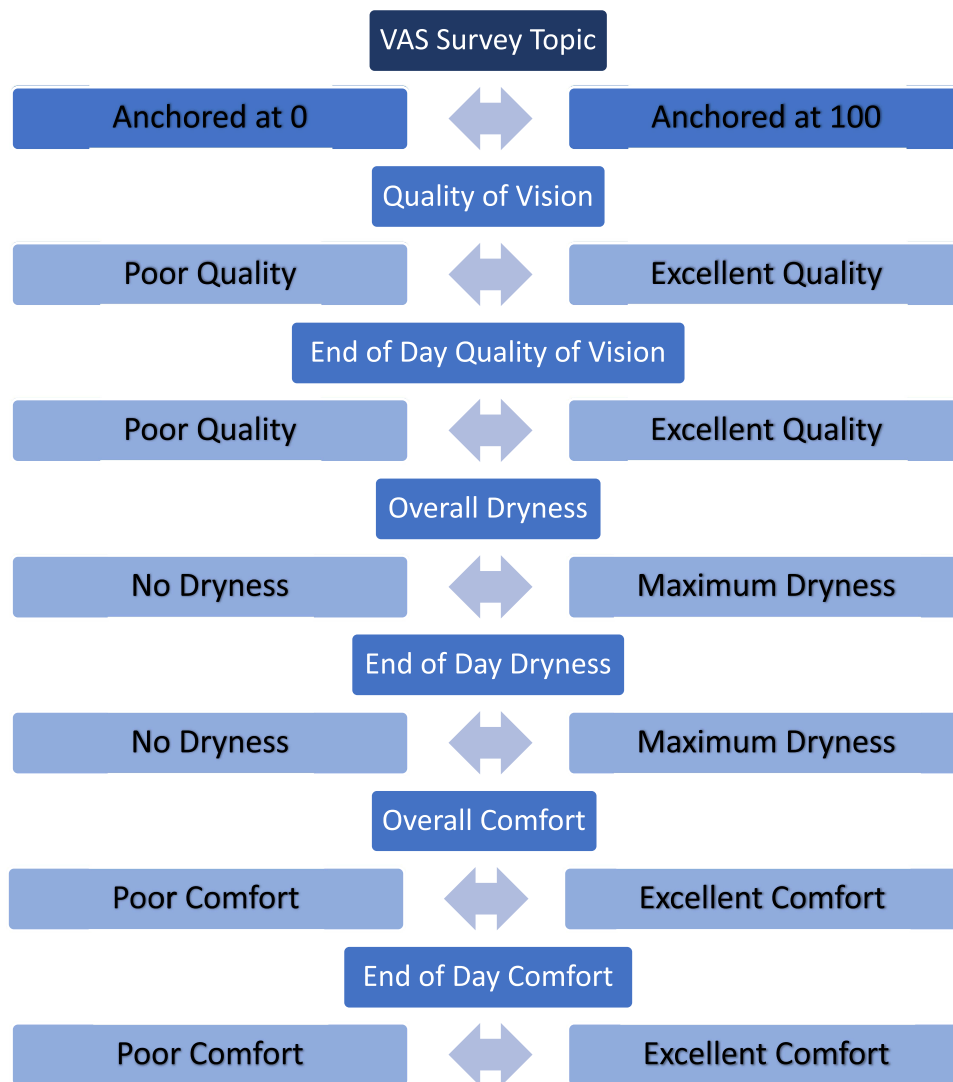 VAS Survey Topic
Anchored at 0
Anchored at 100
Quality of Vision
Poor Quality
Excellent Quality
End of Day Quality of Vision
Poor Quality
Excellent Quality
Overall Dryness
No Dryness
Maximum Dryness
End of Day Dryness
No Dryness
Maximum Dryness
Overall Comfort
Poor Comfort
Excellent Comfort
End of Day Comfort
Poor Comfort
Excellent Comfort